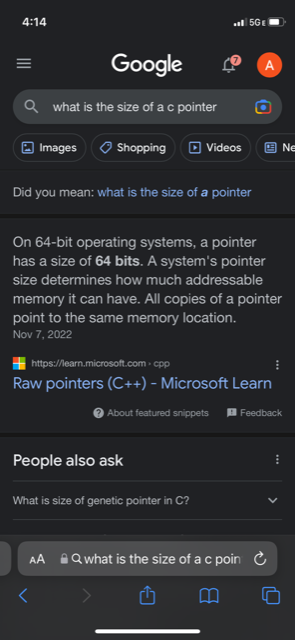 4:14
5GE
Google
7
A
what is the size of a c pointer
Images
Shopping
Videos
Ne
Did you mean: what is the size of a pointer
On 64-bit operating systems, a pointer
has a size of 64 bits. A system's pointer
size determines how much addressable
memory it can have. All copies of a pointer
point to the same memory location.
Nov 7, 2022
https://learn.microsoft.com › cpp
Raw pointers (C++) - Microsoft Learn
About featured snippets
Feedback
People also ask
What is size of genetic pointer in C?
AA
what is the size of a c poin